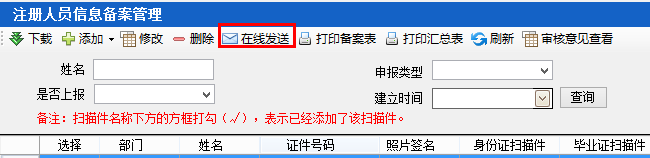 注册人员信息备案管理
下载 添加 修改 删除 在线发送 打印备案表 打印汇总表 刷新 审核意见查看
姓名 申报类型
是否上报 建立时间 查询
备注：扫描件名称下方的方框打勾（√），表示已经添加了该扫描件。
选择 部门 姓名 证件号码 照片签名 身份证扫描件 毕业证扫描件